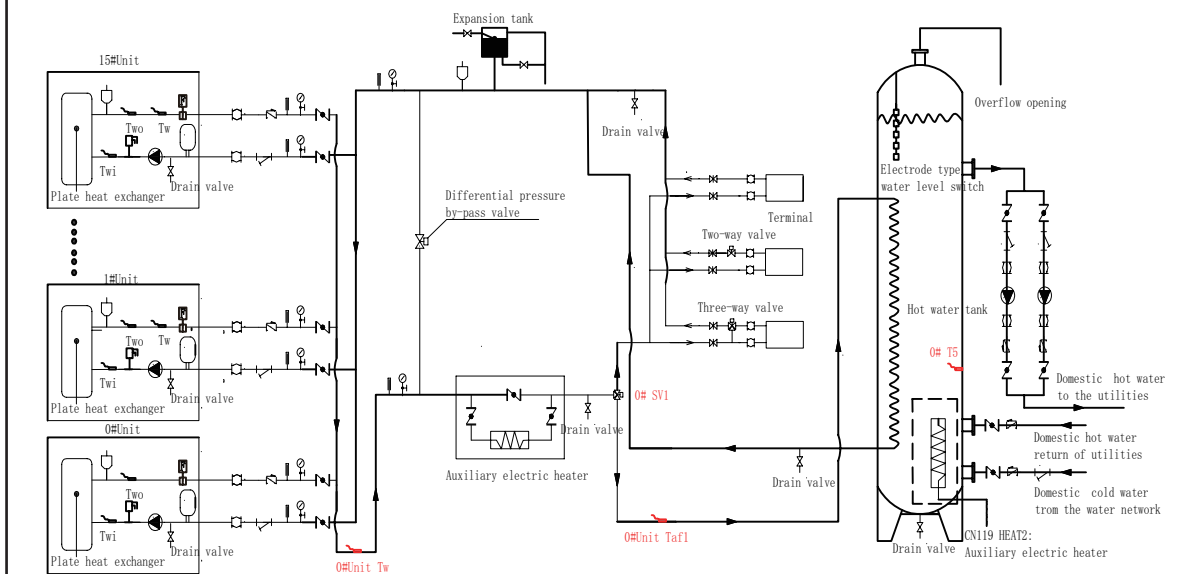 Expansion tank
15#Unit
Two
Tw
Twi
Drain valve
Plate heat exchanger
1#Unit
Two
Tw
Twi
Drain valve
Plate heat exchanger
0#Unit
Two
Tw
Twi
Drain valve
Plate heat exchanger
0#Unit Tw
Differential pressure
by-pass valve
Auxiliary electric heater
Drain valve
0# SV1
0#Unit Taf1
Drain valve
Terminal
Two-way valve
Three-way valve
Drain valve
Overflow opening
Electrode type
water level switch
Hot water tank
0# T5
Domestic hot water
to the utilities
Domestic hot water
return of utilities
Domestic cold water
trom the water network
CN119 HEAT2:
Auxiliary electric heater
Drain valve